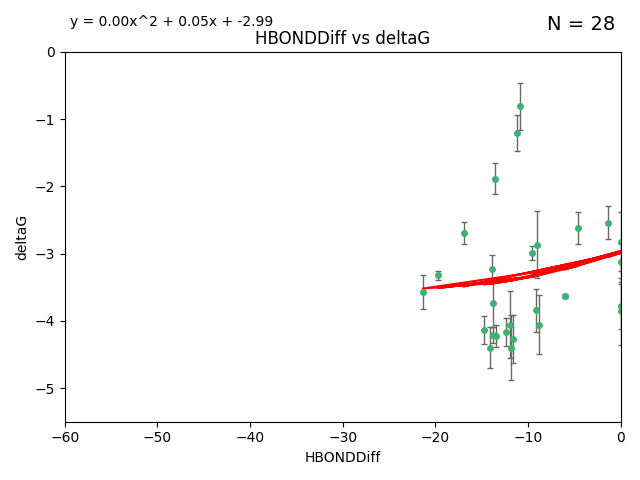 y = 0.00x^2 + 0.05x + -2.99
N = 28
HBONDDiff vs deltaG
deltaG
0
−1
−2
−3
−4
−5
−60
−50
−40
−30
−20
−10
0
HBONDDiff